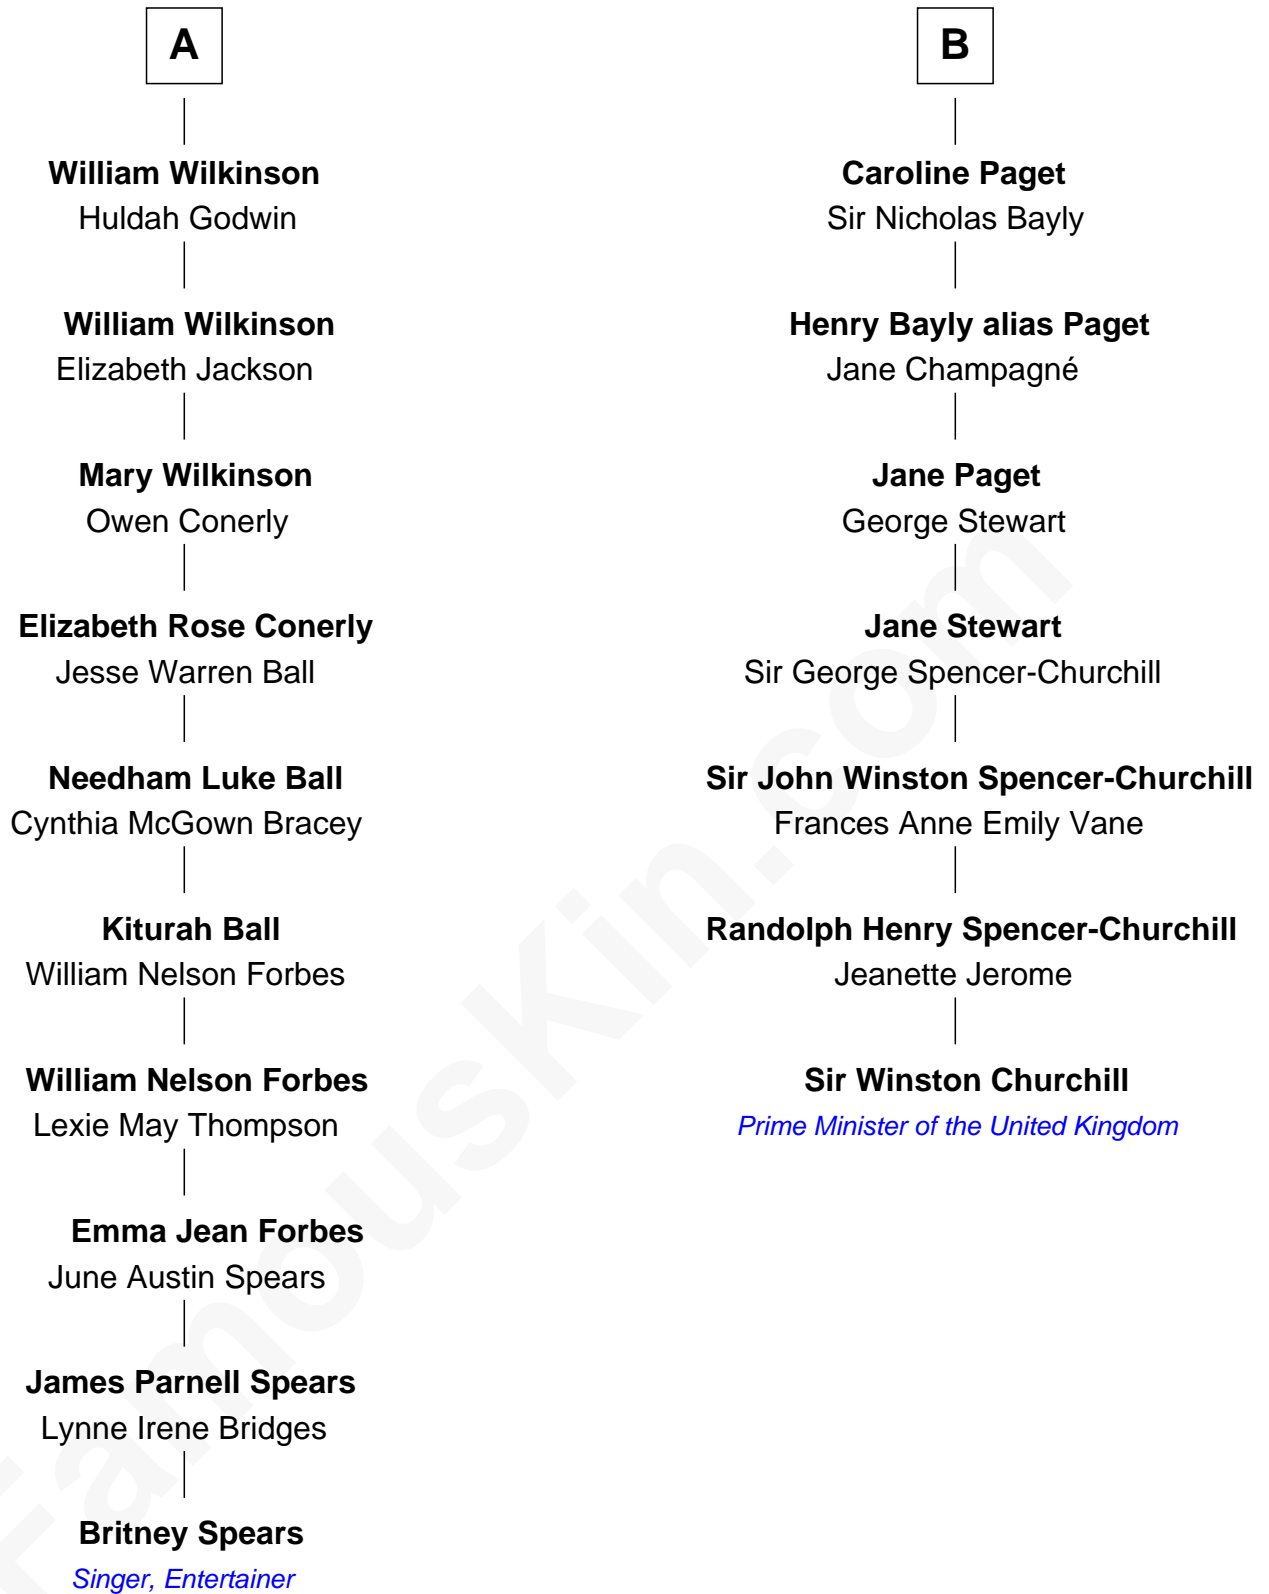 A
William Wilkinson
Huldah Godwin
William Wilkinson
Elizabeth Jackson
Mary Wilkinson
Owen Conerly
Elizabeth Rose Conerly
Jesse Warren Ball
Needham Luke Ball
Cynthia McGown Bracey
Kiturah Ball
William Nelson Forbes
William Nelson Forbes
Lexie May Thompson
Emma Jean Forbes
June Austin Spears
James Parnell Spears
Lynne Irene Bridges
Britney Spears
Singer, Entertainer
B
Caroline Paget
Sir Nicholas Bayly
Henry Bayly alias Paget
Jane Champagné
Jane Paget
George Stewart
Jane Stewart
Sir George Spencer-Churchill
Sir John Winston Spencer-Churchill
Frances Anne Emily Vane
Randolph Henry Spencer-Churchill
Jeanette Jerome
Sir Winston Churchill
Prime Minister of the United Kingdom
FamousKin.com